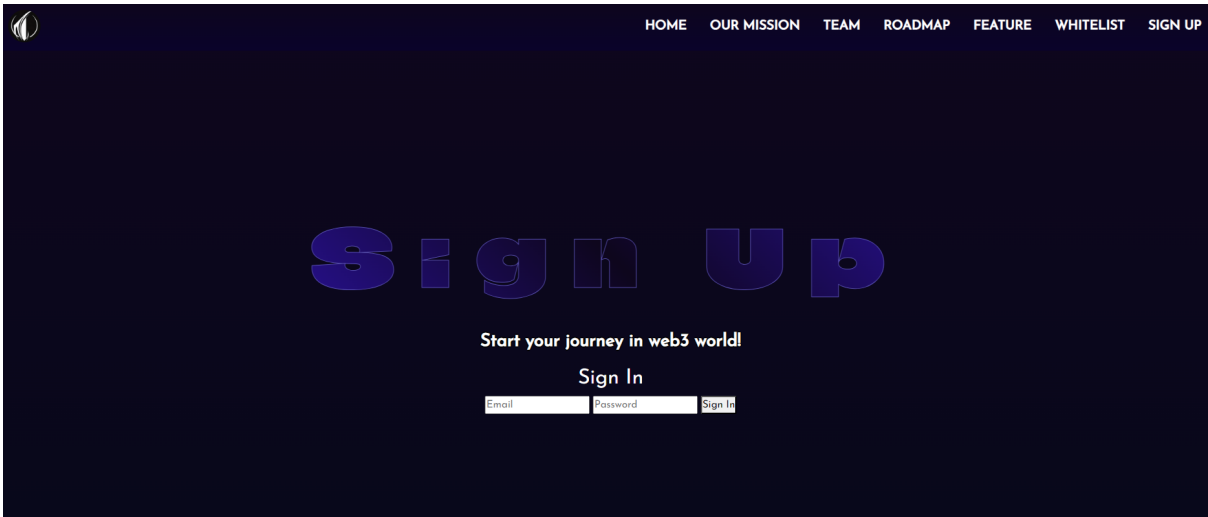 HOME OUR MISSION TEAM ROADMAP FEATURE WHITELIST SIGN UP
Sign Up
Start your journey in web3 world!
Sign In
Email Password Sign In